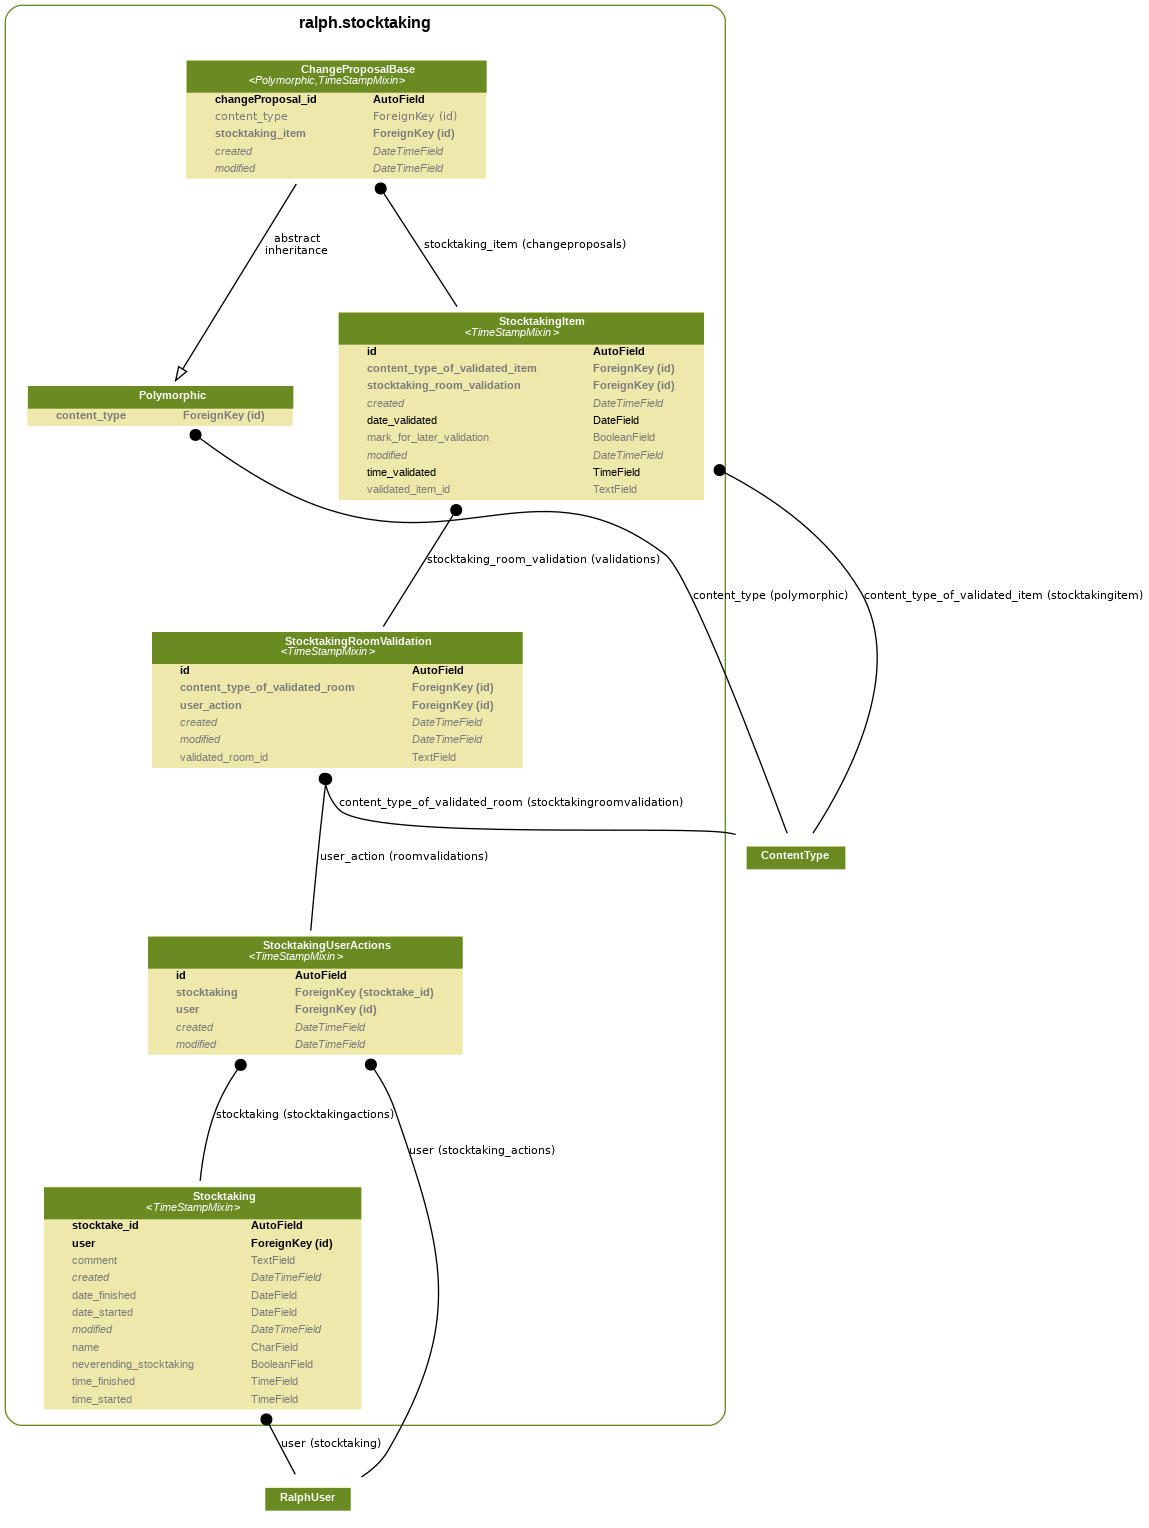 ralph.stocktaking
ChangeProposalBase
<Polymorphic,TimeStampMixin>
changeProposal_id AutoField
content_type ForeignKey (id)
stocktaking_item ForeignKey (id)
created DateTimeField
modified DateTimeField
abstract
inheritance
stocktaking_item (changeproposals)
StocktakingItem
<TimeStampMixin>
id AutoField
content_type_of_validated_item ForeignKey (id)
stocktaking_room_validation ForeignKey (id)
created DateTimeField
date_validated DateField
mark_for_later_validation BooleanField
modified DateTimeField
time_validated TimeField
validated_item_id TextField
Polymorphic
content_type ForeignKey (id)
stocktaking_room_validation (validations)
content_type (polymorphic)
content_type_of_validated_item (stocktakingitem)
StocktakingRoomValidation
<TimeStampMixin>
id AutoField
content_type_of_validated_room ForeignKey (id)
user_action ForeignKey (id)
created DateTimeField
modified DateTimeField
validated_room_id TextField
content_type_of_validated_room (stocktakingroomvalidation)
user_action (roomvalidations)
ContentType
StocktakingUserActions
<TimeStampMixin>
id AutoField
stocktaking ForeignKey (stocktake_id)
user ForeignKey (id)
created DateTimeField
modified DateTimeField
stocktaking (stocktakingactions)
user (stocktaking_actions)
Stocktaking
<TimeStampMixin>
stocktake_id AutoField
user ForeignKey (id)
comment TextField
created DateTimeField
date_finished DateField
date_started DateField
modified DateTimeField
name CharField
neverending_stocktaking BooleanField
time_finished TimeField
time_started TimeField
user (stocktaking)
RalphUser